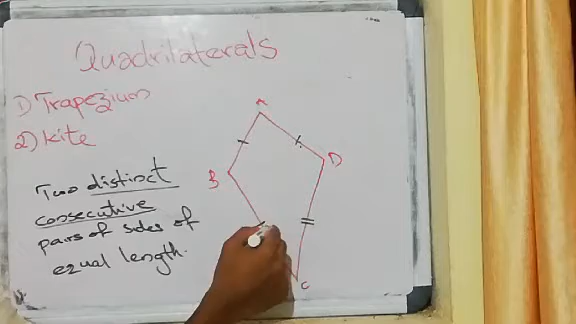 Quadrilaterals
1) Trapezium
2) Kite
Two distinct
consecutive
pairs of sides of
equal length.
A
B
D
C